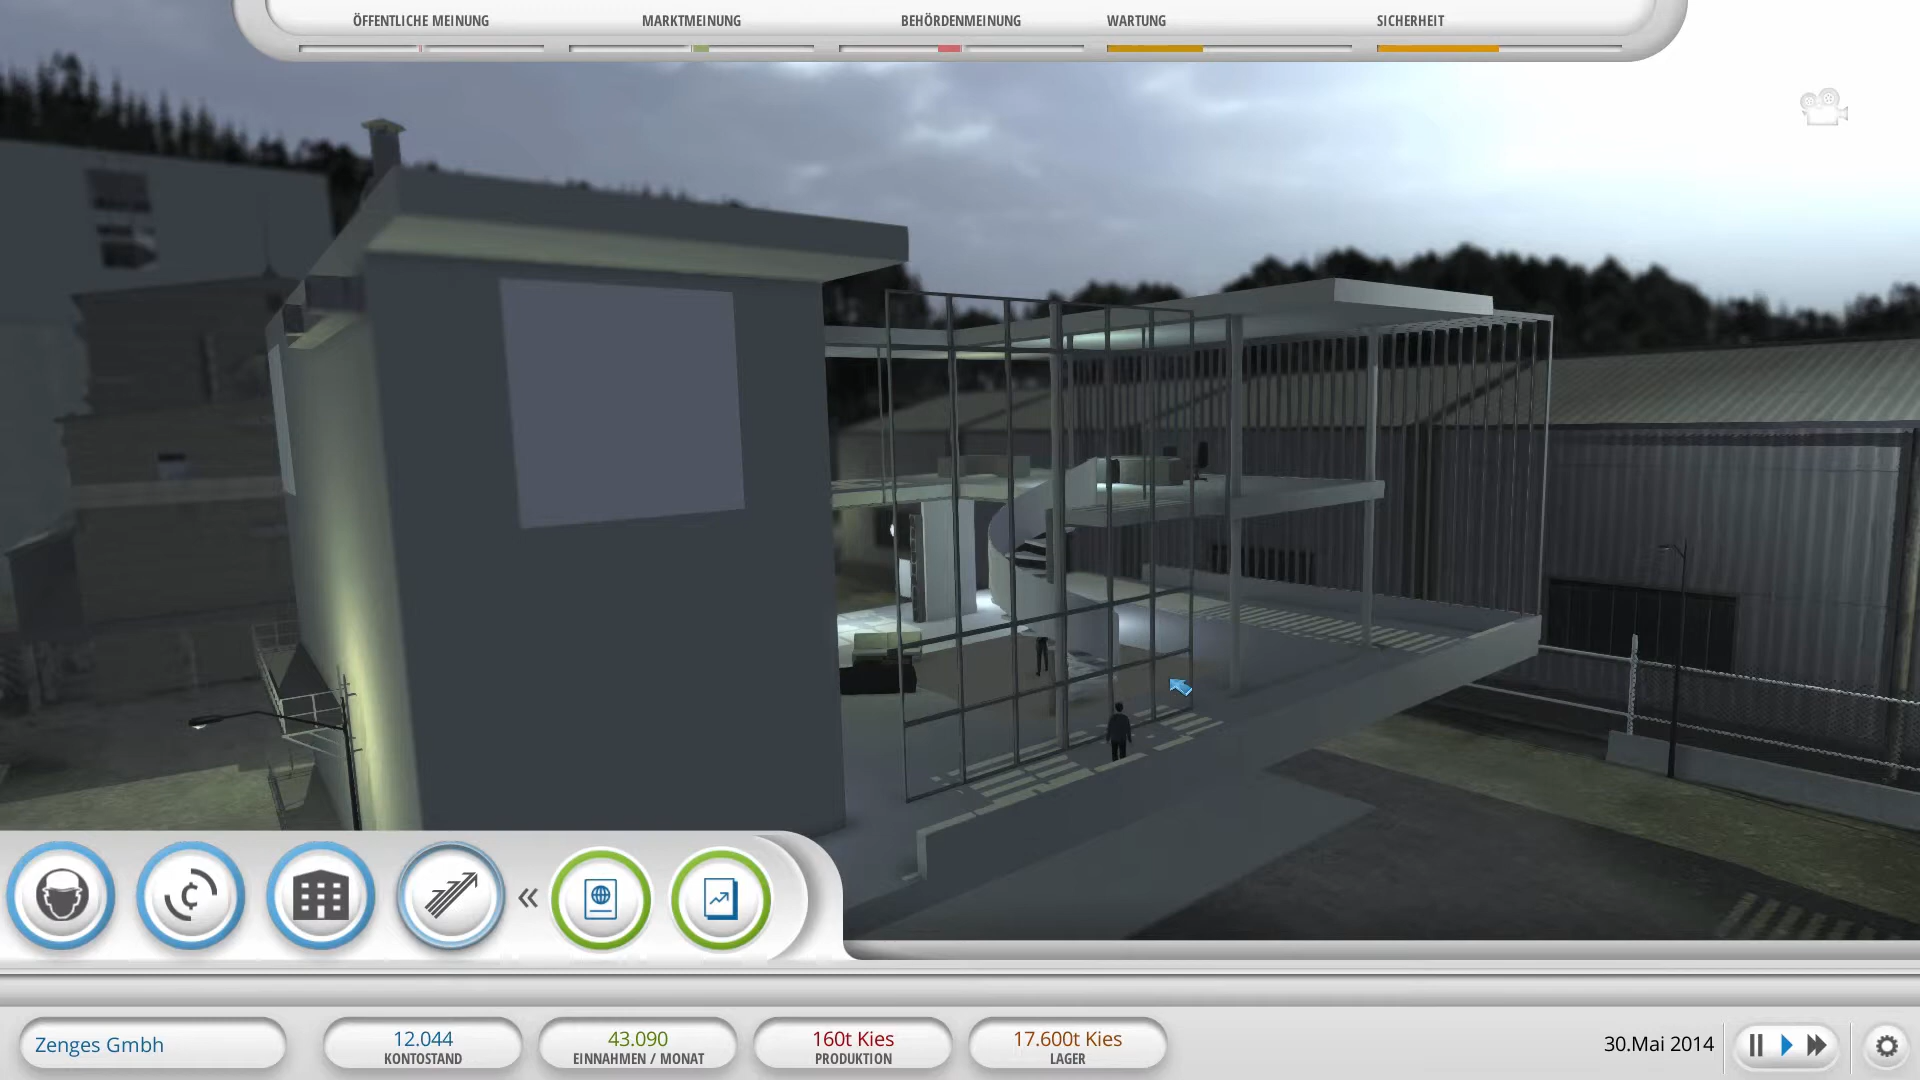 ÖFFENTLICHE MEINUNG
MARKTMEINUNG
BEHÖRDENMEINUNG
WARTUNG
SICHERHEIT
Zenges Gmbh
12.044
KONTOSTAND
43.090
EINNAHMEN / MONAT
160t Kies
PRODUKTION
17.600t Kies
LAGER
30.Mai 2014